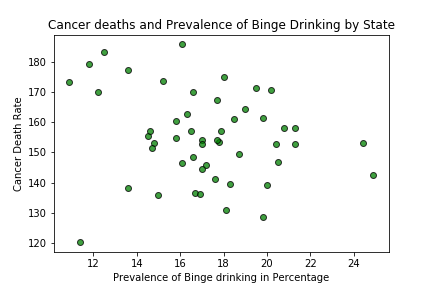 Cancer deaths and Prevalence of Binge Drinking by State
180
170
160
150
140
130
120
Cancer Death Rate
12 14 16 18 20 22 24
Prevalence of Binge drinking in Percentage